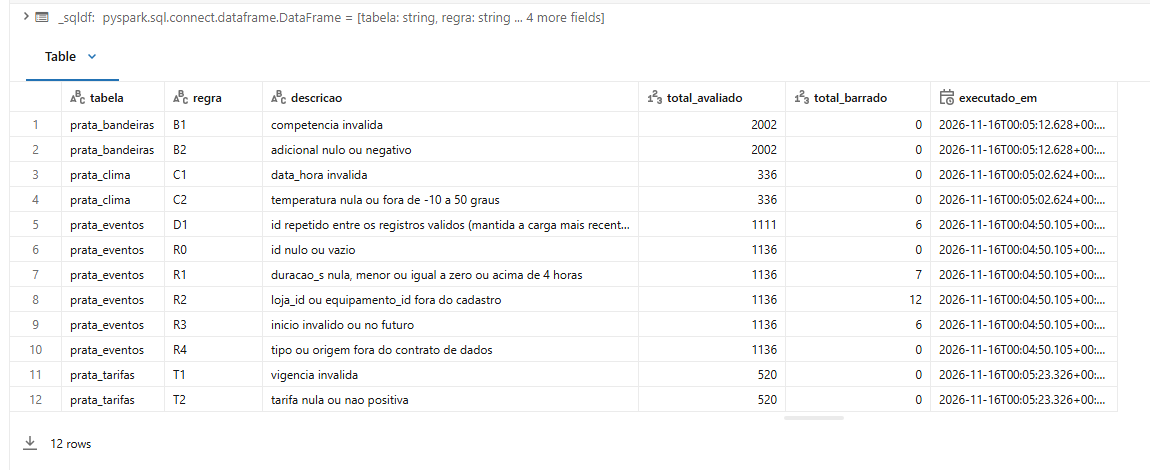 _sqldf: pyspark.sql.connect.dataframe.DataFrame = [tabela: string, regra: string ... 4 more fields]
Table
tabela regra descricao total_avaliado total_barrado executado_em
1 prata_bandeiras B1 competencia invalida 2002 0 2026-11-16T00:05:12.628+00:...
2 prata_bandeiras B2 adicional nulo ou negativo 2002 0 2026-11-16T00:05:12.628+00:...
3 prata_clima C1 data_hora invalida 336 0 2026-11-16T00:05:02.624+00:...
4 prata_clima C2 temperatura nula ou fora de -10 a 50 graus 336 0 2026-11-16T00:05:02.624+00:...
5 prata_eventos D1 id repetido entre os registros validos (mantida a carga mais recent... 1111 6 2026-11-16T00:04:50.105+00:...
6 prata_eventos R0 id nulo ou vazio 1136 0 2026-11-16T00:04:50.105+00:...
7 prata_eventos R1 duracao_s nula, menor ou igual a zero ou acima de 4 horas 1136 7 2026-11-16T00:04:50.105+00:...
8 prata_eventos R2 loja_id ou equipamento_id fora do cadastro 1136 12 2026-11-16T00:04:50.105+00:...
9 prata_eventos R3 inicio invalido ou no futuro 1136 6 2026-11-16T00:04:50.105+00:...
10 prata_eventos R4 tipo ou origem fora do contrato de dados 1136 0 2026-11-16T00:04:50.105+00:...
11 prata_tarifas T1 vigencia invalida 520 0 2026-11-16T00:05:23.326+00:...
12 prata_tarifas T2 tarifa nula ou nao positiva 520 0 2026-11-16T00:05:23.326+00:...
12 rows